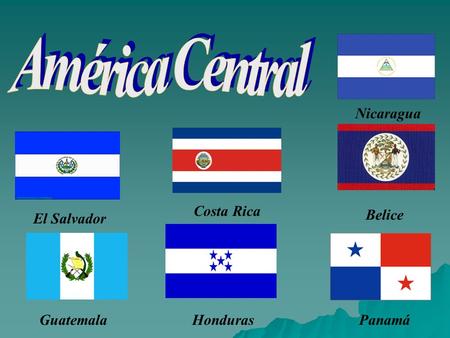 América Central
Nicaragua
El Salvador
Costa Rica
Belice
Guatemala
Honduras
Panamá